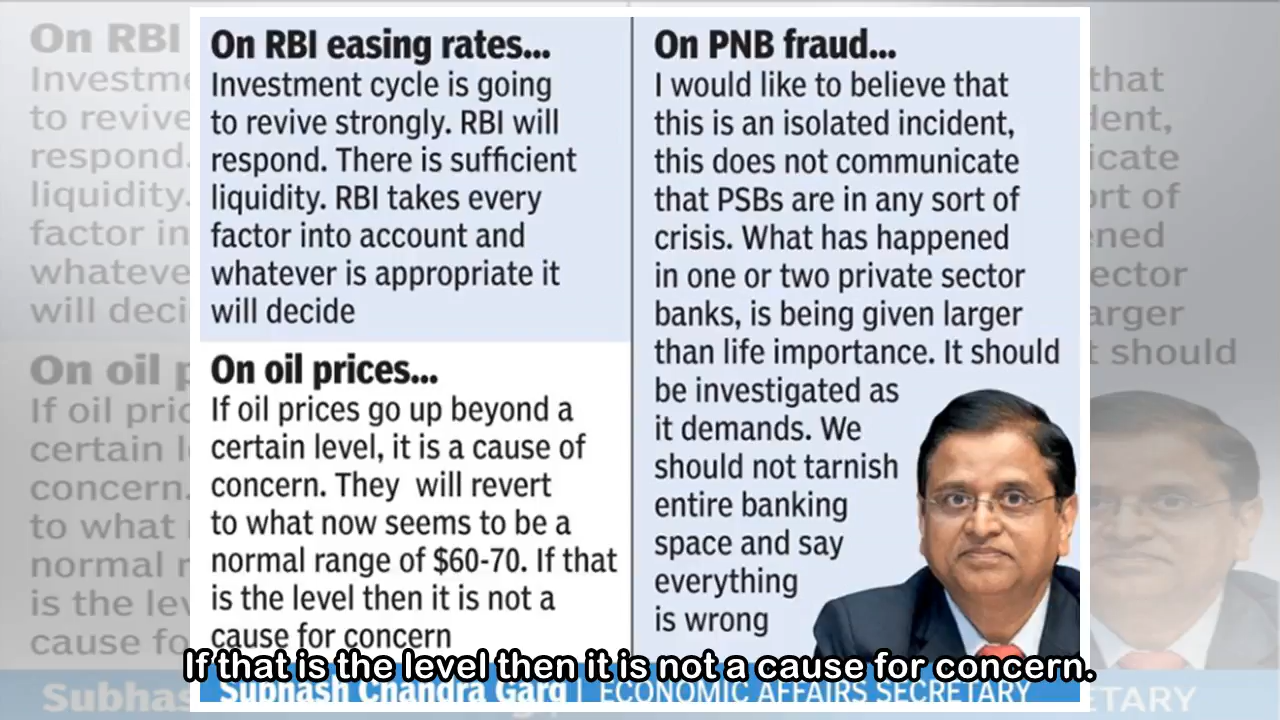 On RBI easing rates...
Investment cycle is going
to revive strongly. RBI will
respond. There is sufficient
liquidity. RBI takes every
factor into account and
whatever is appropriate it
will decide
On oil prices...
If oil prices go up beyond a
certain level, it is a cause of
concern. They will revert
to what now seems to be a
normal range of $60-70. If that
is the level then it is not a
cause for concern
On PNB fraud...
I would like to believe that
this is an isolated incident,
this does not communicate
that PSBs are in any sort of
crisis. What has happened
in one or two private sector
banks, is being given larger
than life importance. It should
be investigated as
it demands. We
should not tarnish
entire banking
space and say
everything
is wrong
If that is the level then it is not a cause for concern.
Subhash Chandra Garg | ECONOMIC AFFAIRS SECRETARY